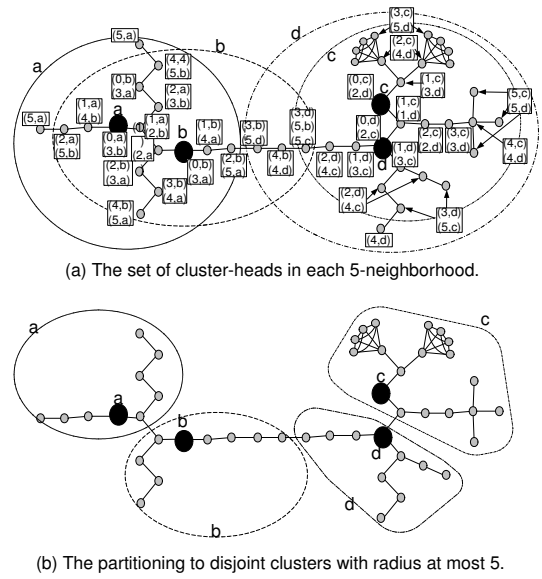 (3,c)
(5,d)
d
(5,a)
(2,c)
(4,d)
b
c
a
(4,4)
(5,b)
(0,b)
(3,a)
(0,c)
(2,d)
c
(1,c)
(3,d)
(2,a)
(3,b)
(5,a)
(1,a)
(4,b)
a
(1,a)
(2,b)
b
(1,b)
(4,a)
(3,b)
(5,d)
(3,d)
(5,b)
(0,d)
(2,c)
(1,c)
(1,d)
(5,c)
(5,d)
(2,a)
(5,b)
(0,a)
(3,b)
(2,a)
(0,b)
(3,a)
(2,b)
(5,a)
(4,b)
(4,d)
(2,d)
(4,c)
(1,d)
(3,c)
d
(1,d)
(3,c)
(2,c)
(2,d)
(3,c)
(3,d)
(4,c)
(4,d)
(2,b)
(3,a)
(3,b)
(4,a)
(2,d)
(4,c)
(4,b)
(5,a)
(3,d)
(5,c)
(4,d)
(a) The set of cluster-heads in each 5-neighborhood.
a
c
a
c
b
d
b
d
(b) The partitioning to disjoint clusters with radius at most 5.